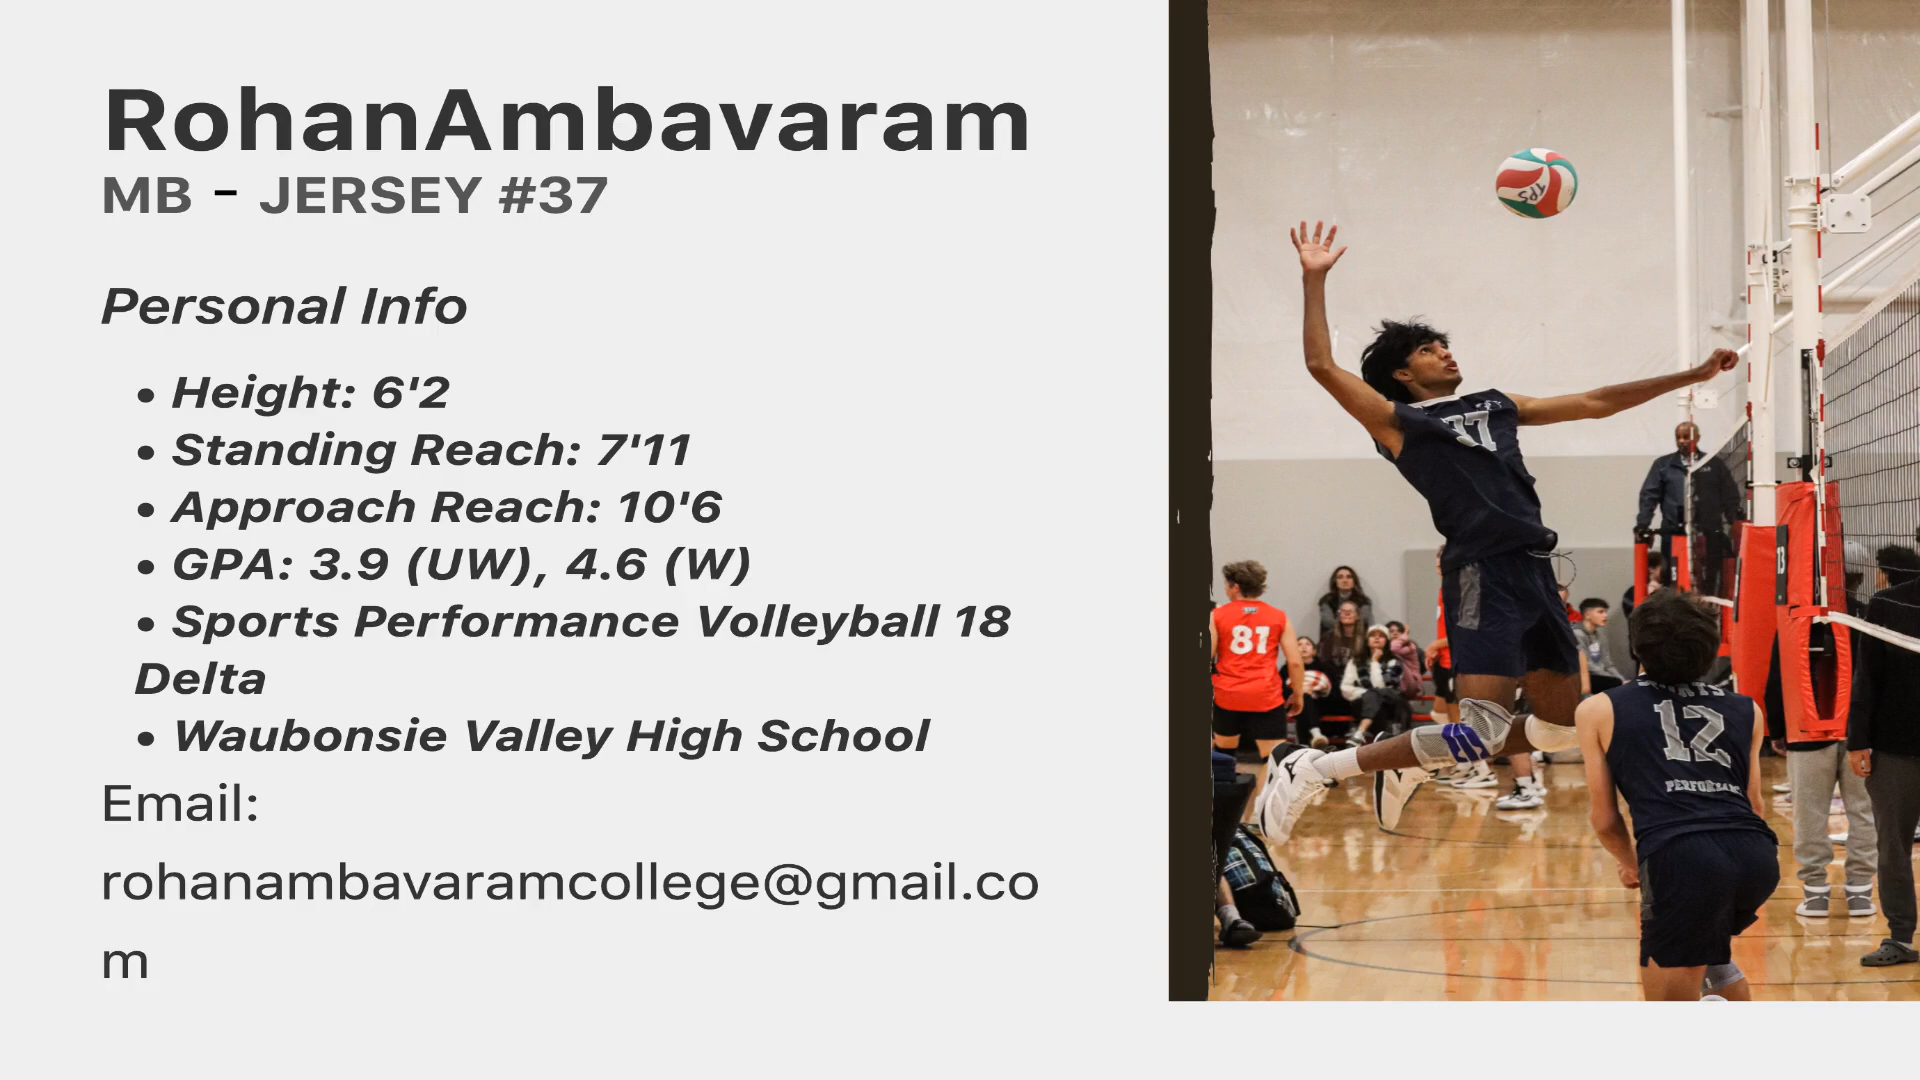 RohanAmbavaram
MB - JERSEY #37
Personal Info
• Height: 6'2
• Standing Reach: 7'11
• Approach Reach: 10'6
• GPA: 3.9 (UW), 4.6 (W)
• Sports Performance Volleyball 18
Delta
• Waubonsie Valley High School
Email:
rohanambavaramcollege@gmail.co
m
TPS
37
81
12